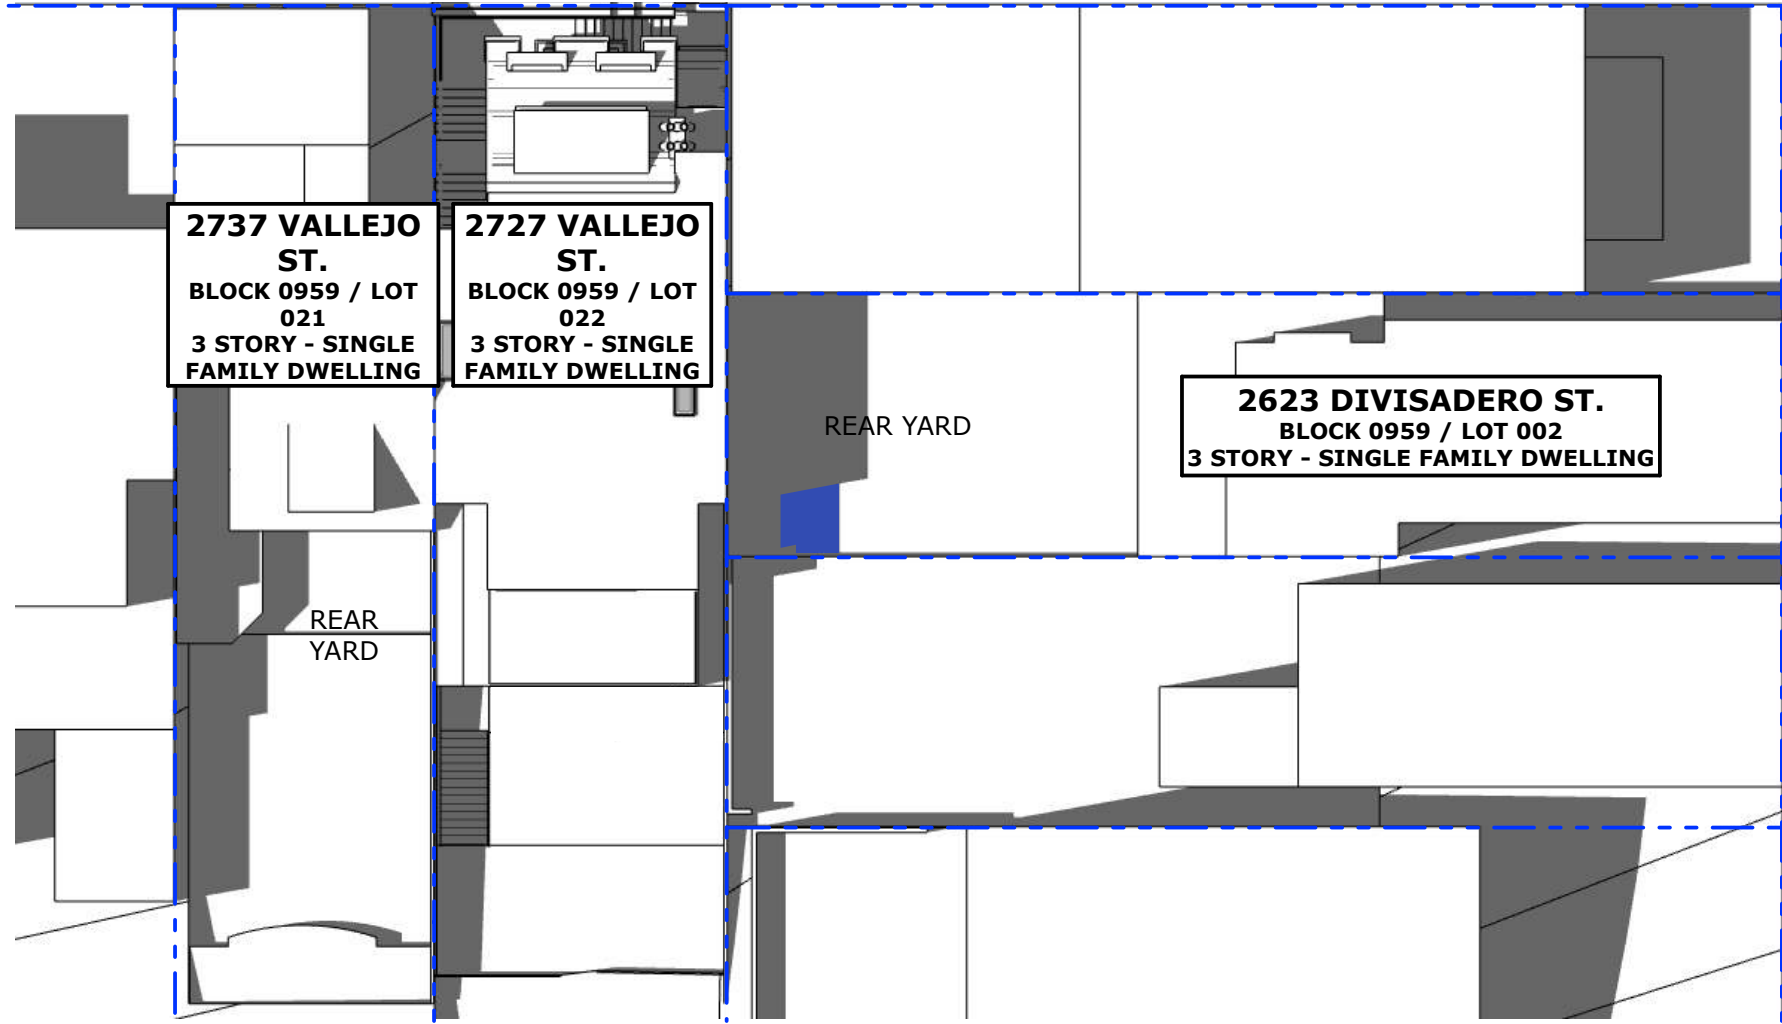 2737 VALLEJO
ST.
BLOCK 0959 / LOT
021
3 STORY - SINGLE
FAMILY DWELLING
2727 VALLEJO
ST.
BLOCK 0959 / LOT
022
3 STORY - SINGLE
FAMILY DWELLING
REAR YARD
2623 DIVISADERO ST.
BLOCK 0959 / LOT 002
3 STORY - SINGLE FAMILY DWELLING
REAR
YARD